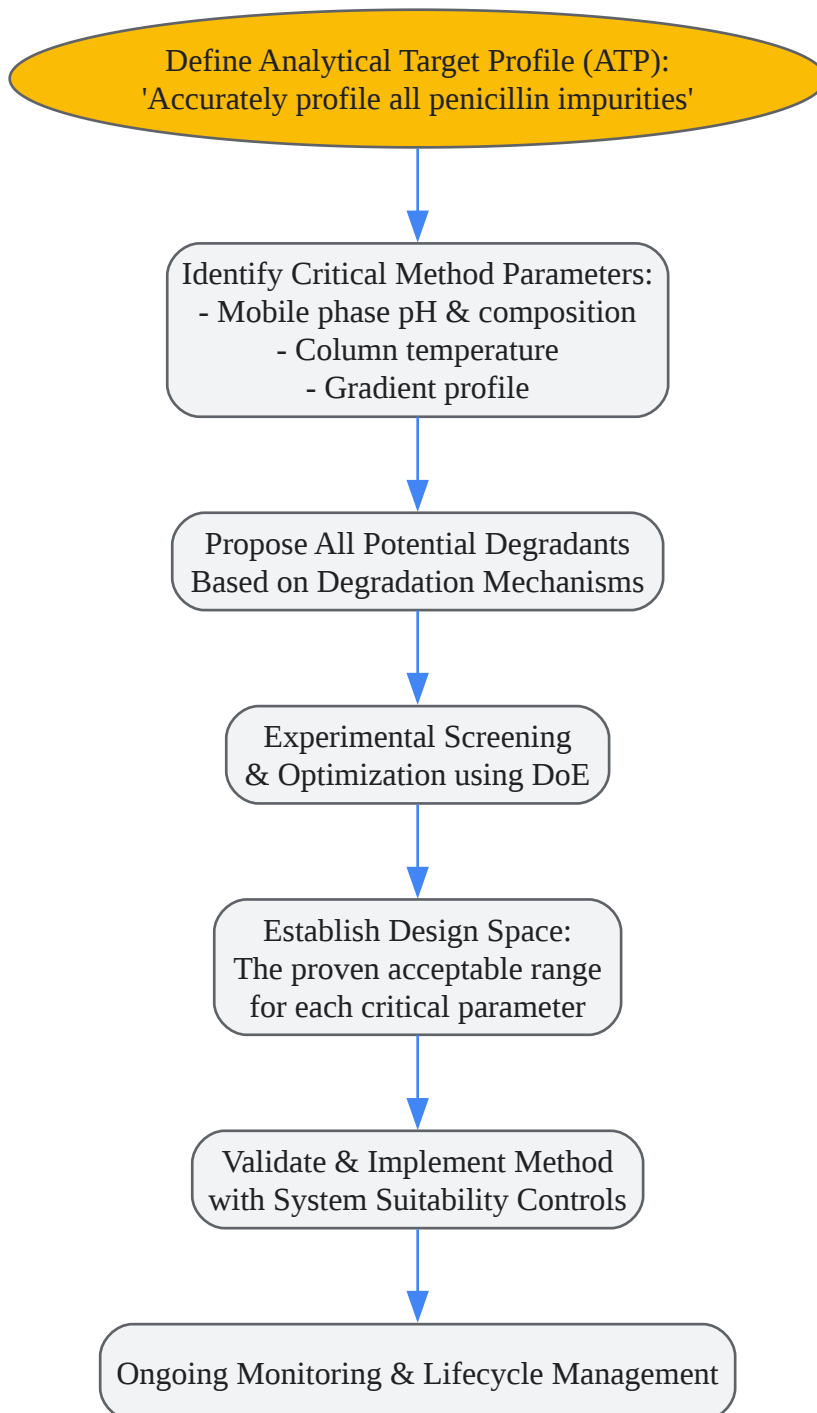 Define Analytical Target Profile (ATP):
'Accurately profile all penicillin impurities'
Identify Critical Method Parameters:
- Mobile phase pH & composition
- Column temperature
- Gradient profile
Propose All Potential Degradants
Based on Degradation Mechanisms
Experimental Screening
& Optimization using DoE
Establish Design Space:
The proven acceptable range
for each critical parameter
Validate & Implement Method
with System Suitability Controls
Ongoing Monitoring & Lifecycle Management